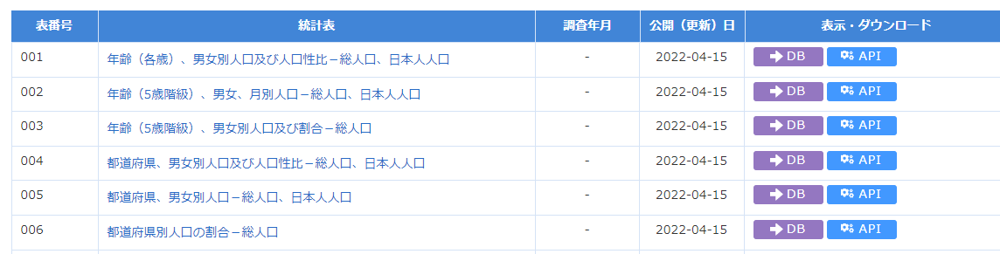 表番号 統計表 調査年月 公開（更新）日 表示・ダウンロード
001 年齢（各歳）、男女別人口及び人口性比－総人口、日本人人口 - 2022-04-15 DB API
002 年齢（5歳階級）、男女、月別人口－総人口、日本人人口 - 2022-04-15 DB API
003 年齢（5歳階級）、男女別人口及び割合－総人口 - 2022-04-15 DB API
004 都道府県、男女別人口及び人口性比－総人口、日本人人口 - 2022-04-15 DB API
005 都道府県、男女別人口－総人口、日本人人口 - 2022-04-15 DB API
006 都道府県別人口の割合－総人口 - 2022-04-15 DB API